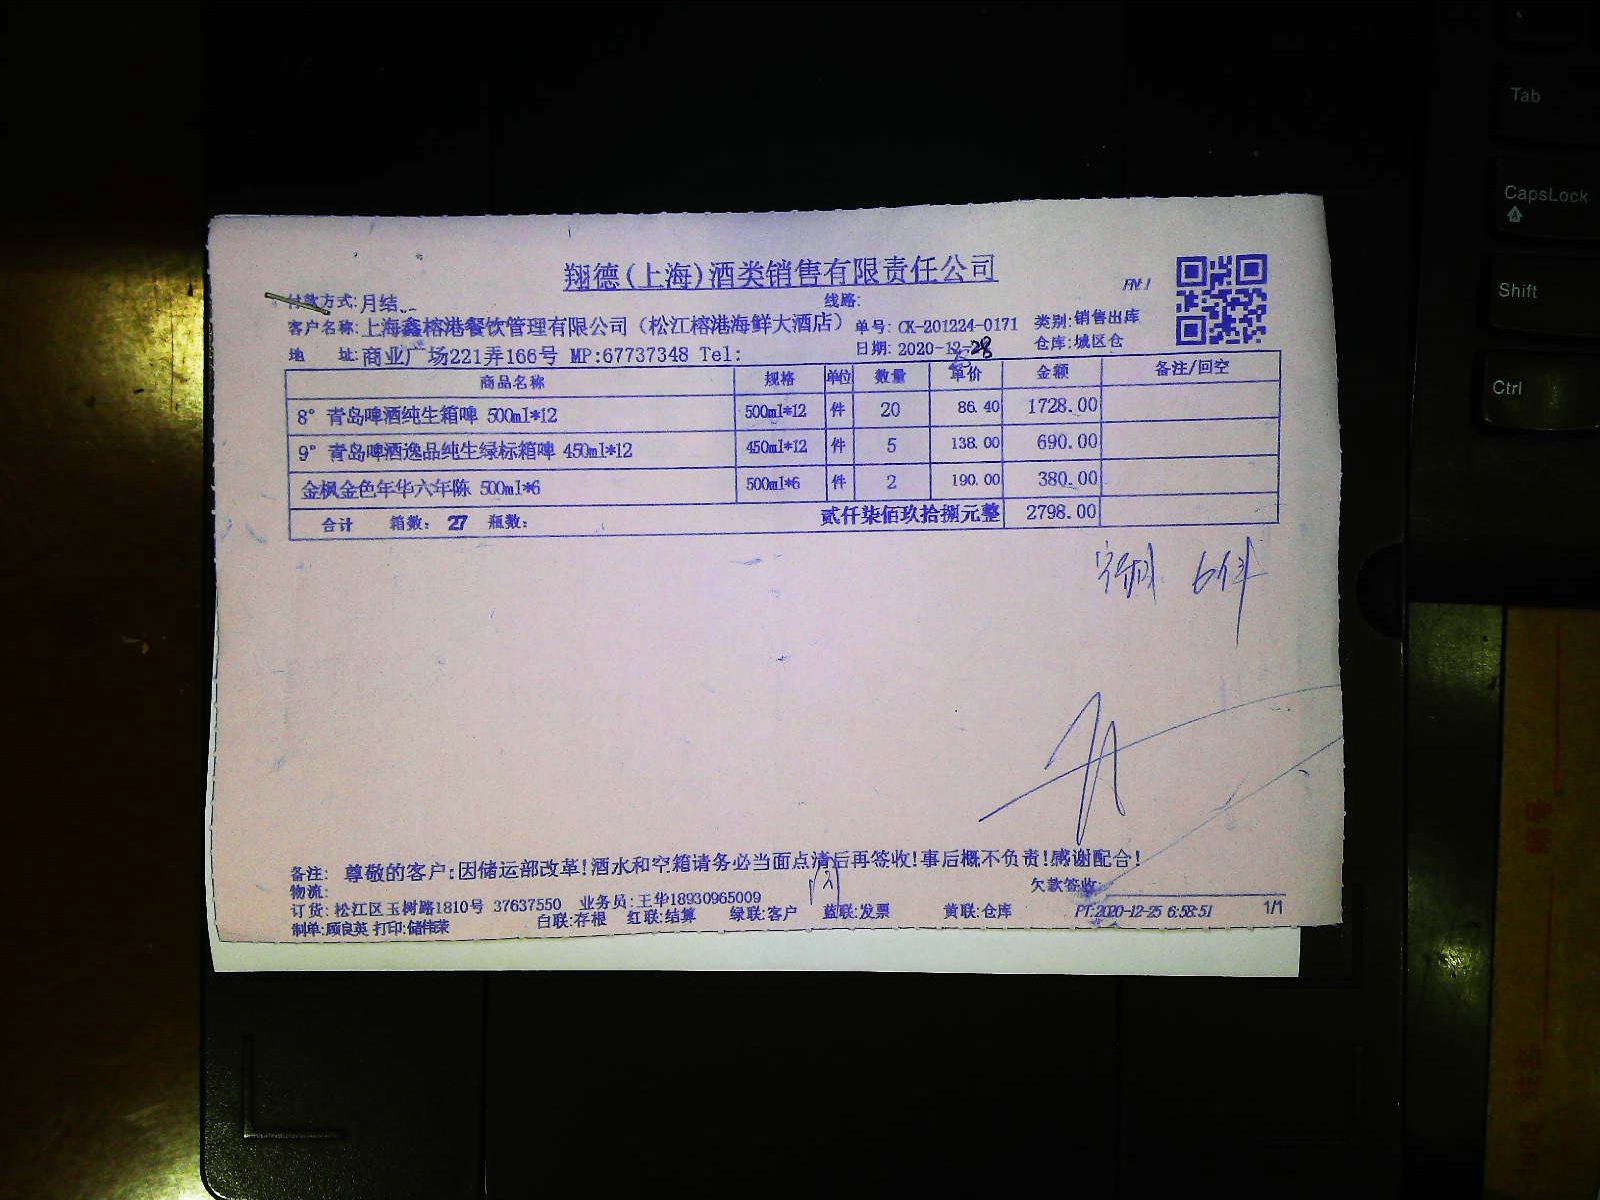 翔德(上海)酒类销售有限责任公司
付款方式:月结 线路:
客户名称:上海鑫榕港餐饮管理有限公司（松江榕港海鲜大酒店） 单号: CK-201224-0171 类别:销售出库
地 址:商业广场221弄166号 MP:67737348 Tel: 日期: 2020-12-28 仓库:城区仓
商品名称 规格 单位 数量 单价 金额 备注/回空
8° 青岛啤酒纯生箱啤 500ml*12 500ml*12 件 20 86.40 1728.00
9° 青岛啤酒逸品纯生绿标箱啤 450ml*12 450ml*12 件 5 138.00 690.00
金枫金色年华六年陈 500ml*6 500ml*6 件 2 190.00 380.00
合计 箱数: 27 瓶数: 贰仟柒佰玖拾捌元整 2798.00
6件
备注: 尊敬的客户:因储运部改革!酒水和空箱请务必当面点清后再签收!事后概不负责!感谢配合!
物流: 欠款签收:
订货: 松江区玉树路1810号 37637550 业务员:王华18930965009
白联:存根 红联:结算 绿联:客户 蓝联:发票 黄联:仓库 PT:2020-12-25 6:58:51 1/1
制单:顾良英 打印:储伟荣
Tab
CapsLock
Shift
Ctrl